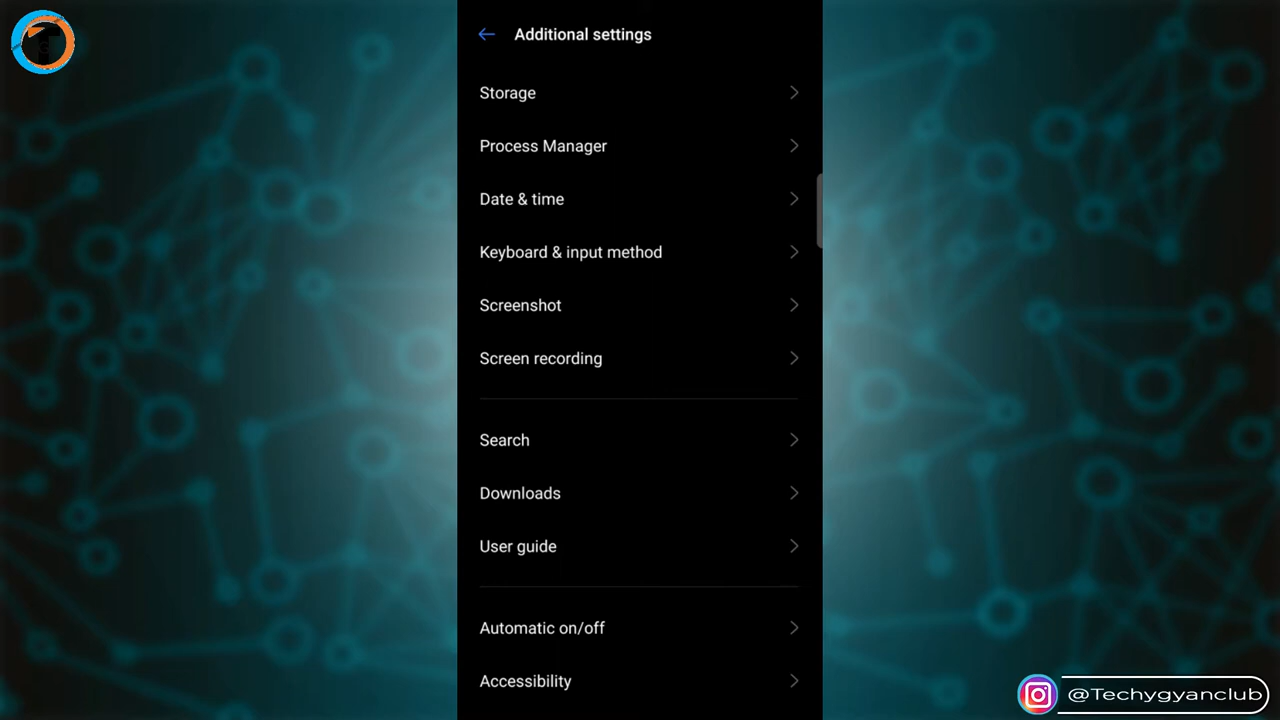 Additional settings
Storage
Process Manager
Date & time
Keyboard & input method
Screenshot
Screen recording
Search
Downloads
User guide
Automatic on/off
Accessibility
@Techygyanclub